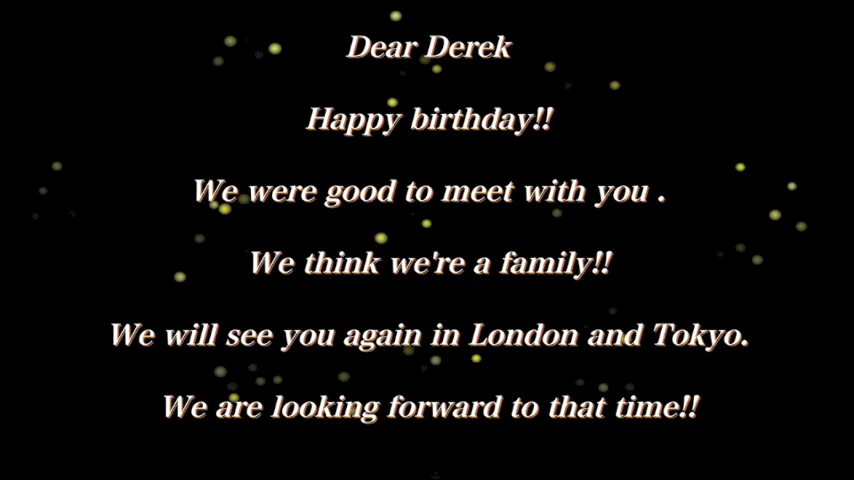 Dear Derek
Happy birthday!!
We were good to meet with you .
We think we're a family!!
We will see you again in London and Tokyo.
We are looking forward to that time!!